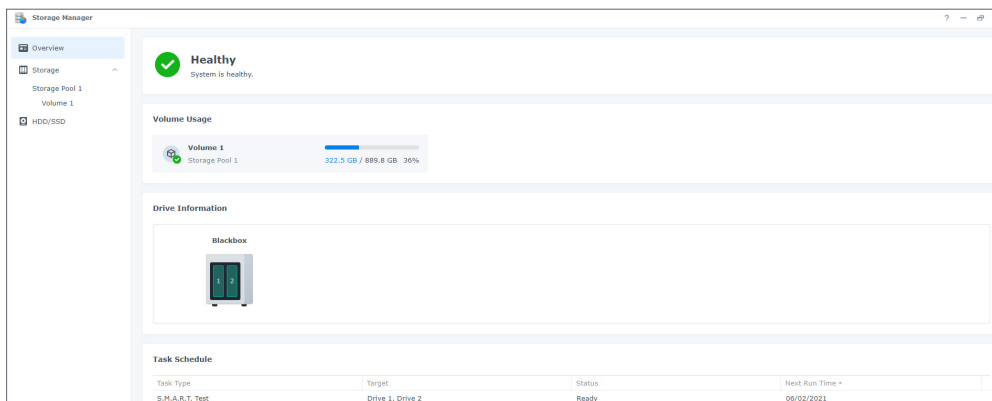 Storage Manager
?
Overview
Storage
Storage Pool 1
Volume 1
HDD/SSD
Healthy
System is healthy.
Volume Usage
Volume 1
Storage Pool 1
322.5 GB / 889.8 GB 36%
Drive Information
Blackbox
1 2
Task Schedule
Task Type Target Status Next Run Time
S.M.A.R.T. Test Drive 1, Drive 2 Ready 06/02/2021